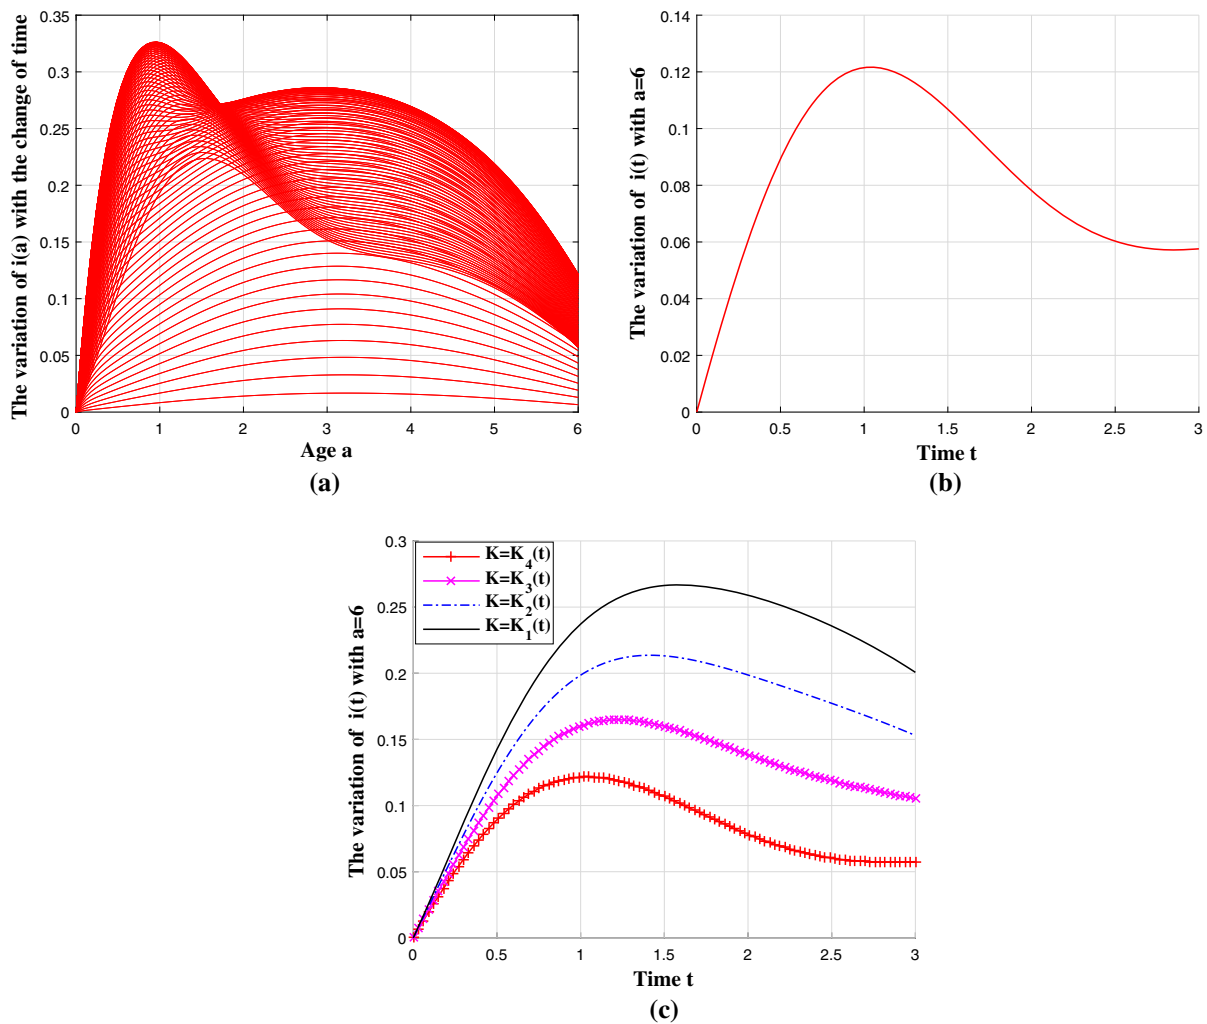 The variation of i(a) with the change of time
0.35
0.3
0.25
0.2
0.15
0.1
0.05
0
0 1 2 3 4 5 6
Age a
(a)
The variation of i(t) with a=6
0.14
0.12
0.1
0.08
0.06
0.04
0.02
0
0 0.5 1 1.5 2 2.5 3
Time t
(b)
The variation of i(t) with a=6
0.3
0.25
0.2
0.15
0.1
0.05
0
K=K_4(t)
K=K_3(t)
K=K_2(t)
K=K_1(t)
0 0.5 1 1.5 2 2.5 3
Time t
(c)